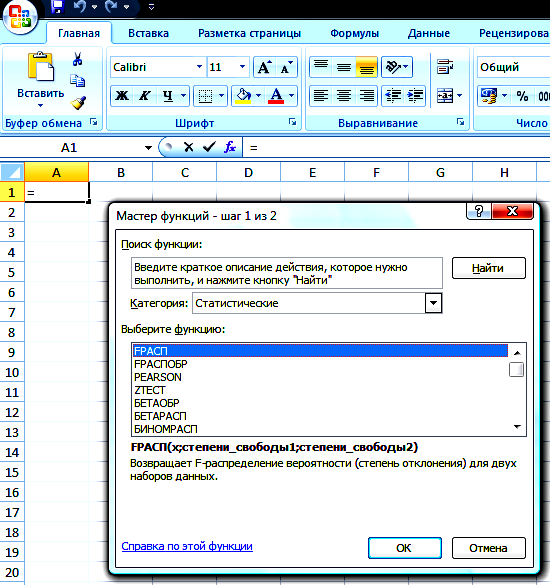 Главная Вставка Разметка страницы Формулы Данные Рецензирова
Вставить
Calibri 11 А А
Общий
Ж К Ч А
% 000
Буфер обмена Шрифт Выравнивание Число
A1 fx =
A B C D E F G H
1 =
2
3
4
5
6
7
8
9
10
11
12
13
14
15
16
17
18
19
20
Мастер функций - шаг 1 из 2
?
Поиск функции:
Введите краткое описание действия, которое нужно
выполнить, и нажмите кнопку "Найти"
Найти
Категория: Статистические
Выберите функцию:
FРАСП
FРАСПОБР
PEARSON
ZТЕСТ
БЕТАОБР
БЕТАРАСП
БИНОМРАСП
FРАСП(x;степени_свободы1;степени_свободы2)
Возвращает F-распределение вероятности (степень отклонения) для двух
наборов данных.
Справка по этой функции
ОК Отмена